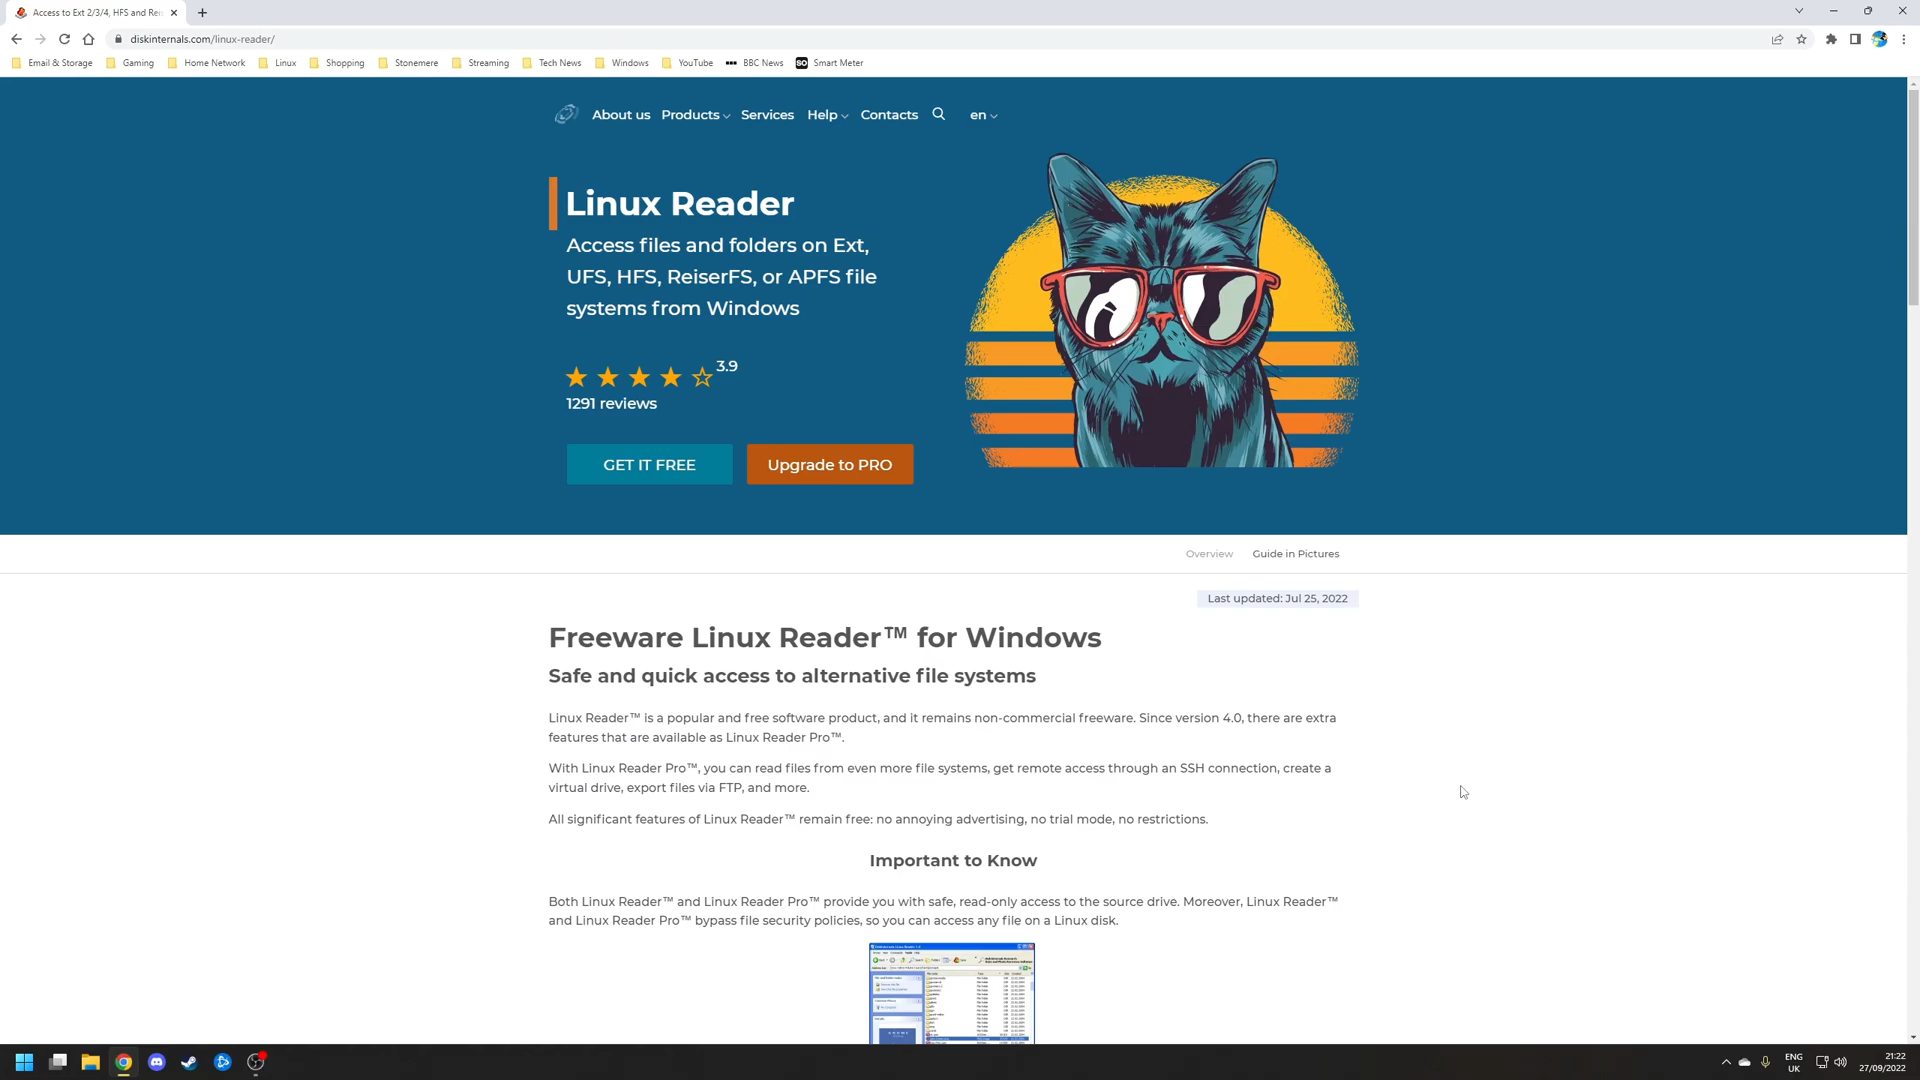 Access to Ext 2/3/4, HFS and Rei
diskinternals.com/linux-reader/
Email & Storage Gaming Home Network Linux Shopping Stonemere Streaming Tech News Windows YouTube BBC News Smart Meter
About us Products Services Help Contacts en
Linux Reader
Access files and folders on Ext,
UFS, HFS, ReiserFS, or APFS file
systems from Windows
3.9
1291 reviews
GET IT FREE Upgrade to PRO
Overview Guide in Pictures
Last updated: Jul 25, 2022
Freeware Linux Reader™ for Windows
Safe and quick access to alternative file systems
Linux Reader™ is a popular and free software product, and it remains non-commercial freeware. Since version 4.0, there are extra
features that are available as Linux Reader Pro™.
With Linux Reader Pro™, you can read files from even more file systems, get remote access through an SSH connection, create a
virtual drive, export files via FTP, and more.
All significant features of Linux Reader™ remain free: no annoying advertising, no trial mode, no restrictions.
Important to Know
Both Linux Reader™ and Linux Reader Pro™ provide you with safe, read-only access to the source drive. Moreover, Linux Reader™
and Linux Reader Pro™ bypass file security policies, so you can access any file on a Linux disk.
ENG
UK
21:22
27/09/2022